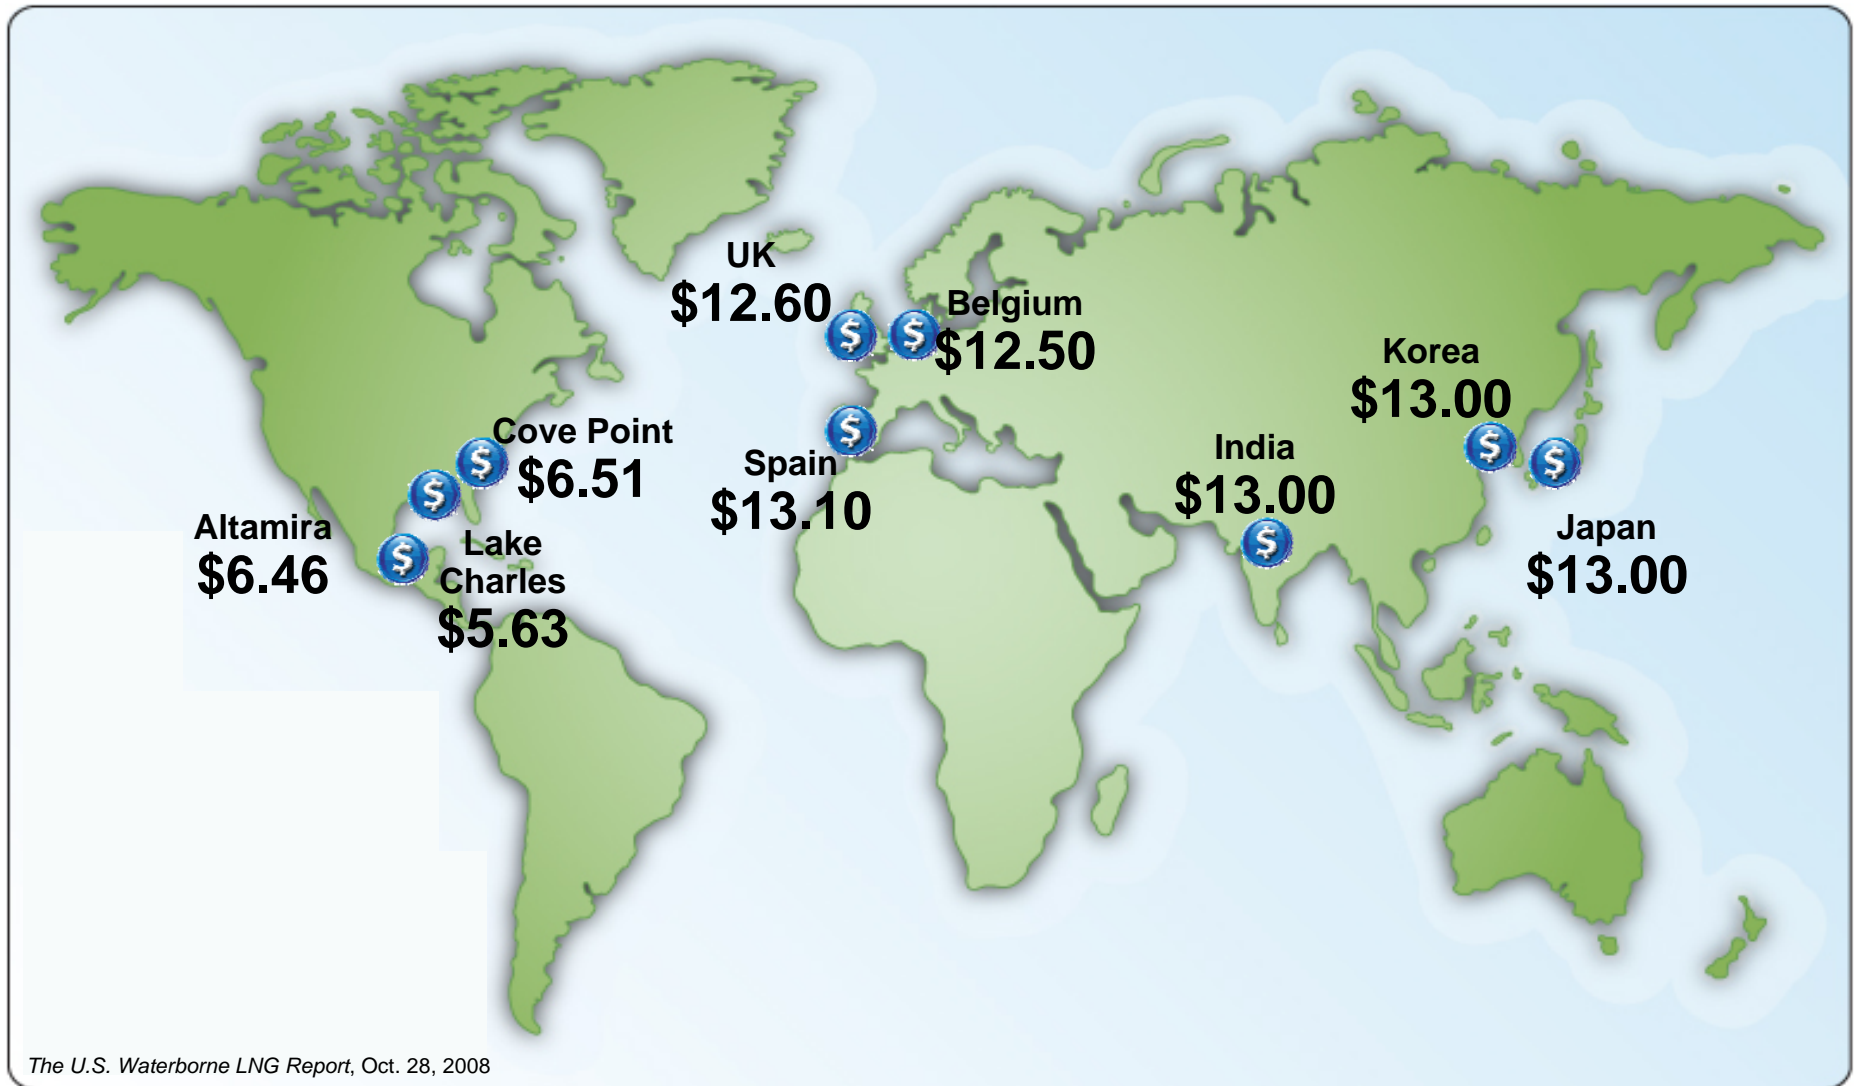 UK
$12.60
Belgium
$12.50
Korea
$13.00
Cove Point
$6.51
Spain
$13.10
India
$13.00
Altamira
$6.46
Lake
Charles
$5.63
Japan
$13.00
The U.S. Waterborne LNG Report, Oct. 28, 2008